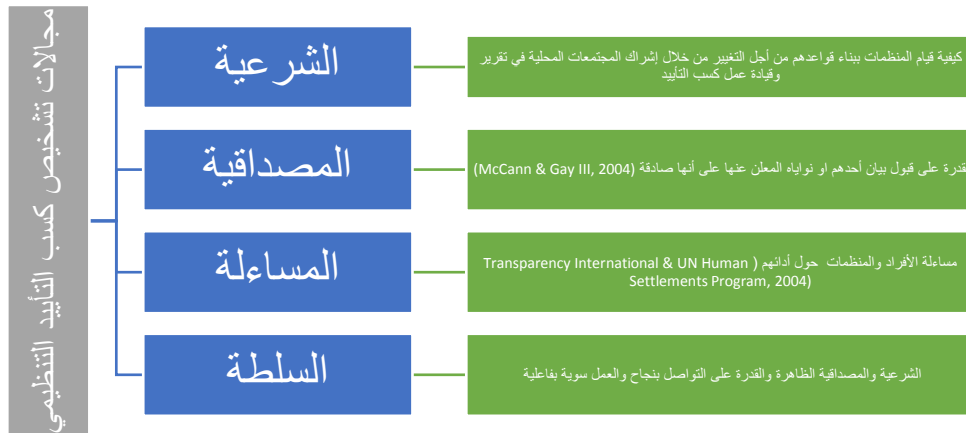 مجالات تشخيص كسب التأييد التنظيمي
الشرعية
كيفية قيام المنظمات ببناء قواعدهم من أجل التغيير من خلال إشراك المجتمعات المحلية في تقرير
وقيادة عمل كسب التأييد
المصداقية
قدرة على قبول بيان أحدهم او نواياه المعلن عنها على أنها صادقة (McCann & Gay III, 2004)
المساءلة
مساءلة الأفراد والمنظمات حول أدائهم ( Transparency International & UN Human
Settlements Program, 2004)
السلطة
الشرعية والمصداقية الظاهرة والقدرة على التواصل بنجاح والعمل سوية بفاعلية